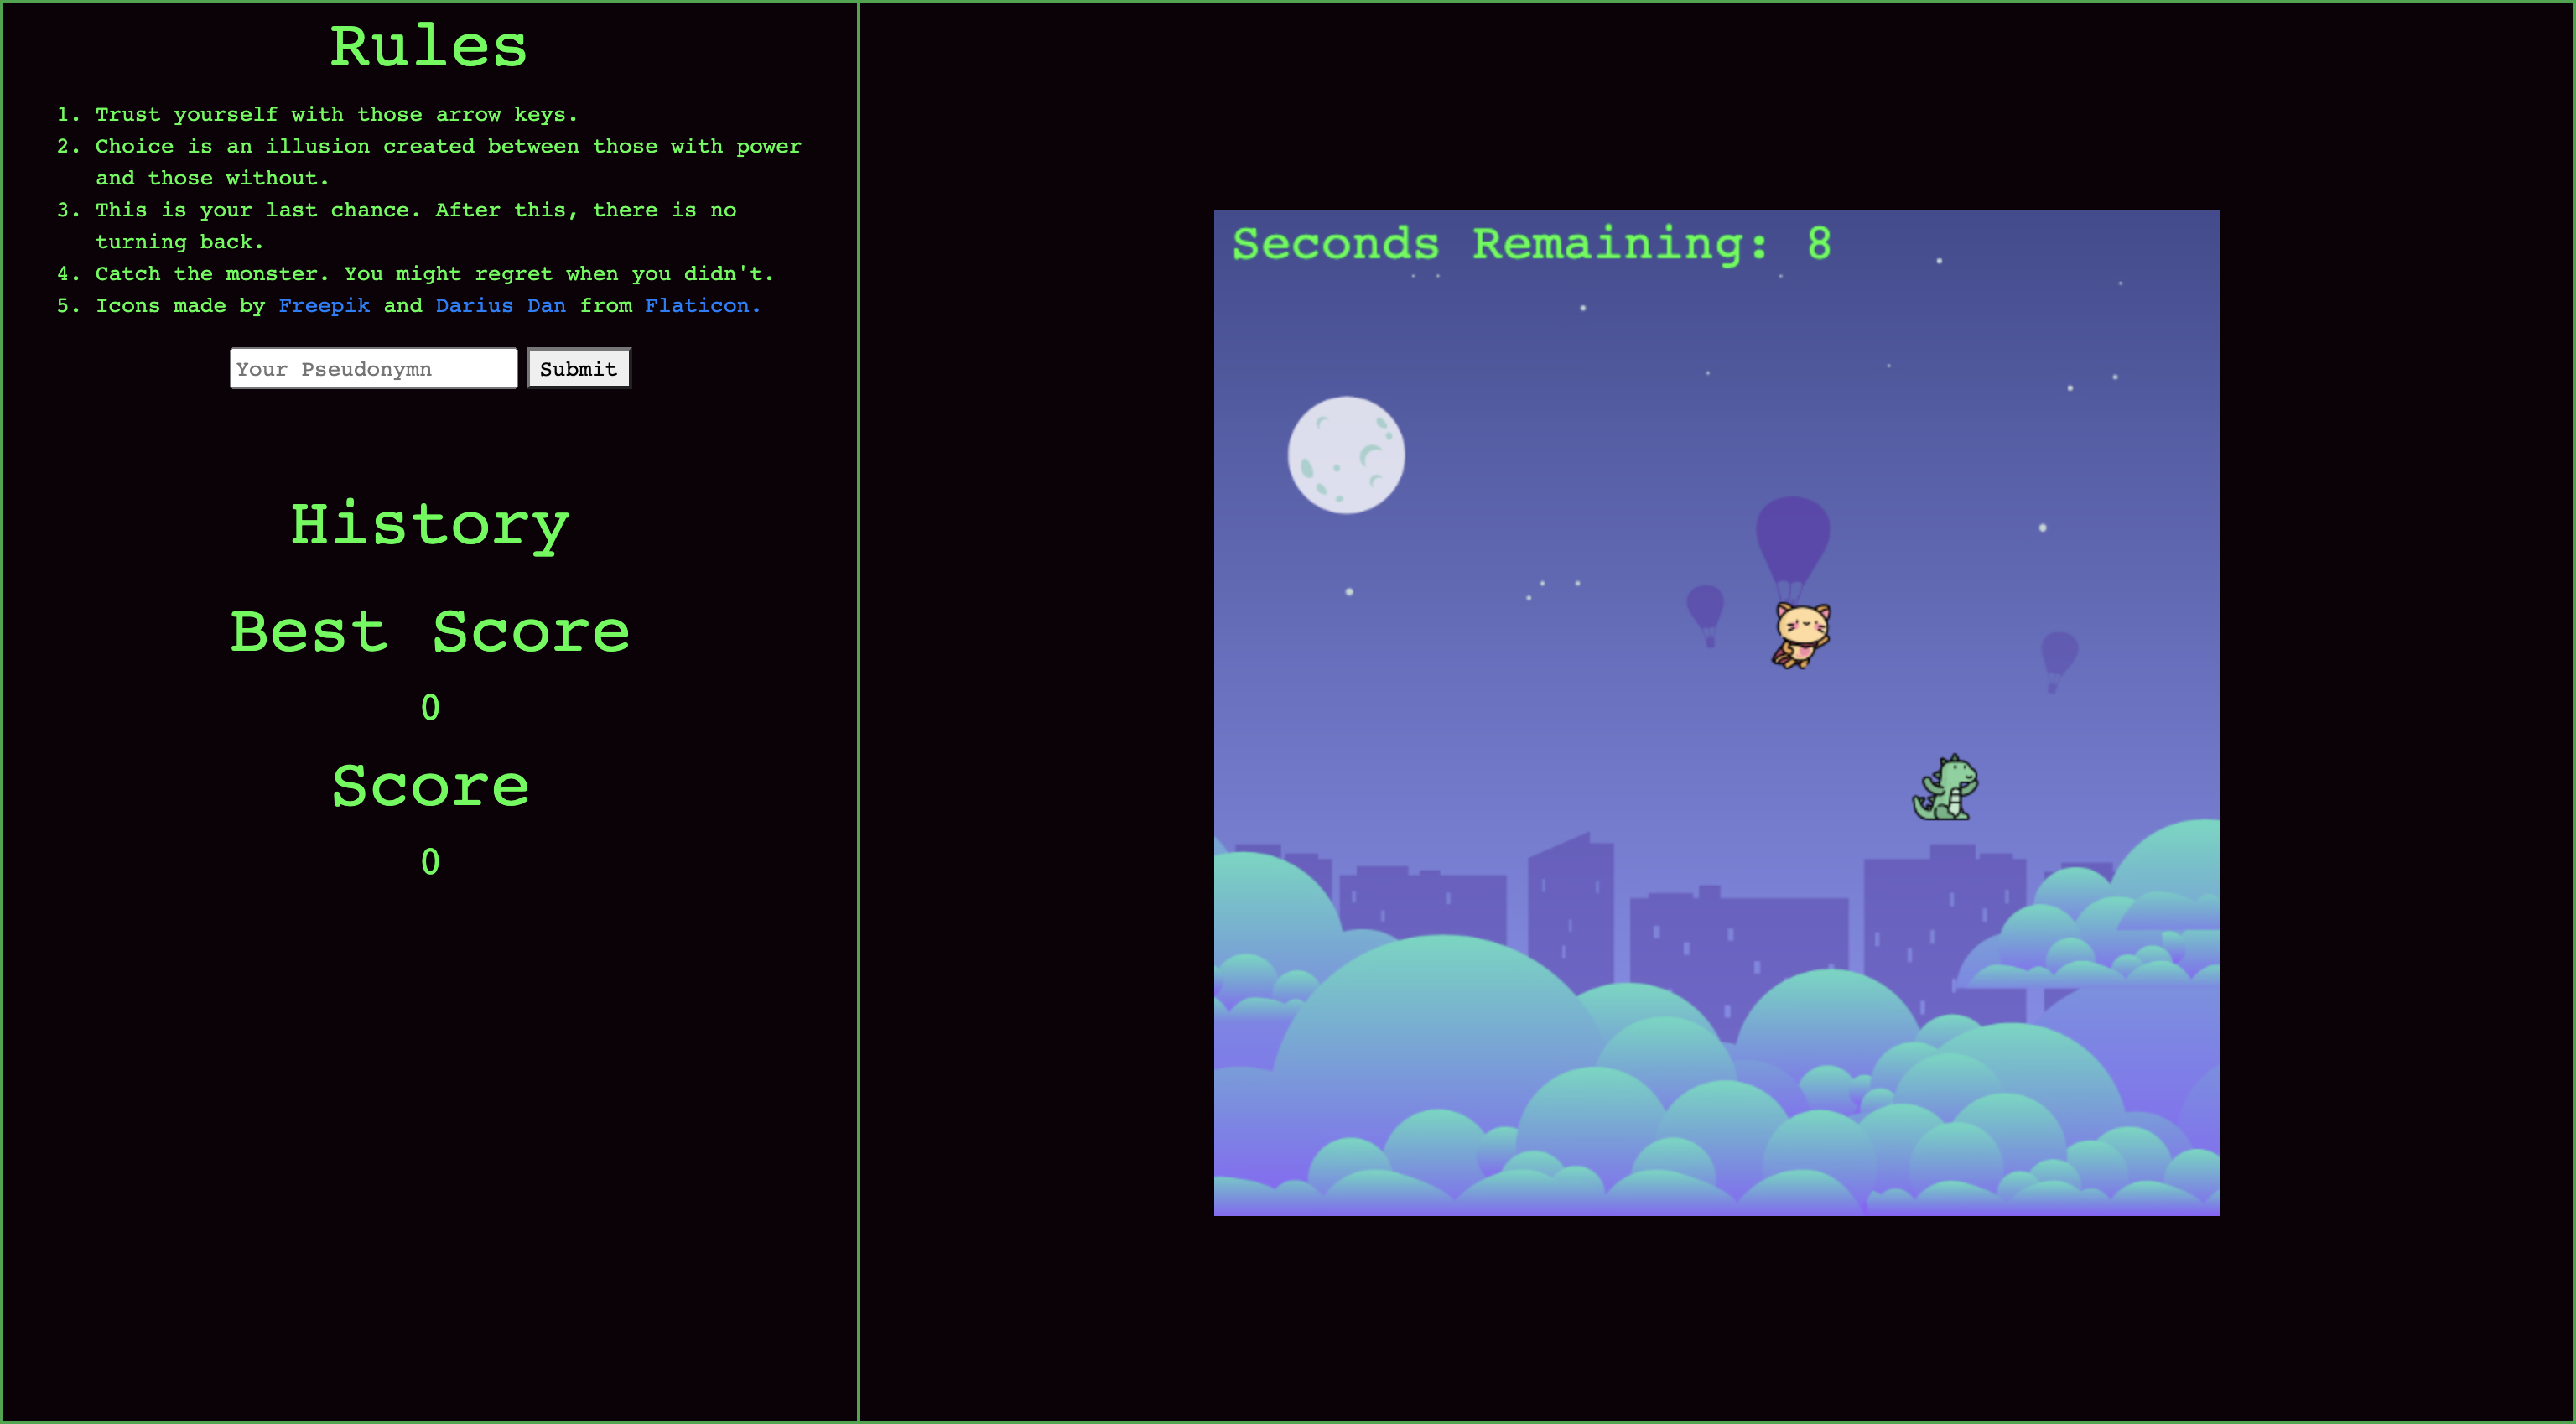 Rules
1. Trust yourself with those arrow keys.
2. Choice is an illusion created between those with power
and those without.
3. This is your last chance. After this, there is no
turning back.
4. Catch the monster. You might regret when you didn't.
5. Icons made by Freepik and Darius Dan from Flaticon.
Your Pseudonymn Submit
History
Best Score
0
Score
0
Seconds Remaining: 8